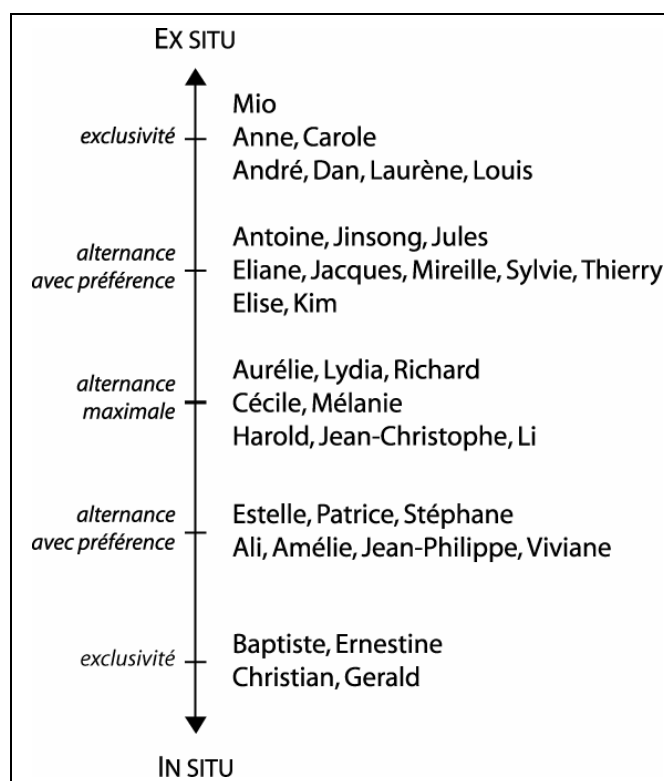 EX SITU
exclusivité
Mio
Anne, Carole
André, Dan, Laurène, Louis
alternance
avec préférence
Antoine, Jinsong, Jules
Eliane, Jacques, Mireille, Sylvie, Thierry
Elise, Kim
alternance
maximale
Aurélie, Lydia, Richard
Cécile, Mélanie
Harold, Jean-Christophe, Li
alternance
avec préférence
Estelle, Patrice, Stéphane
Ali, Amélie, Jean-Philippe, Viviane
exclusivité
Baptiste, Ernestine
Christian, Gerald
IN SITU